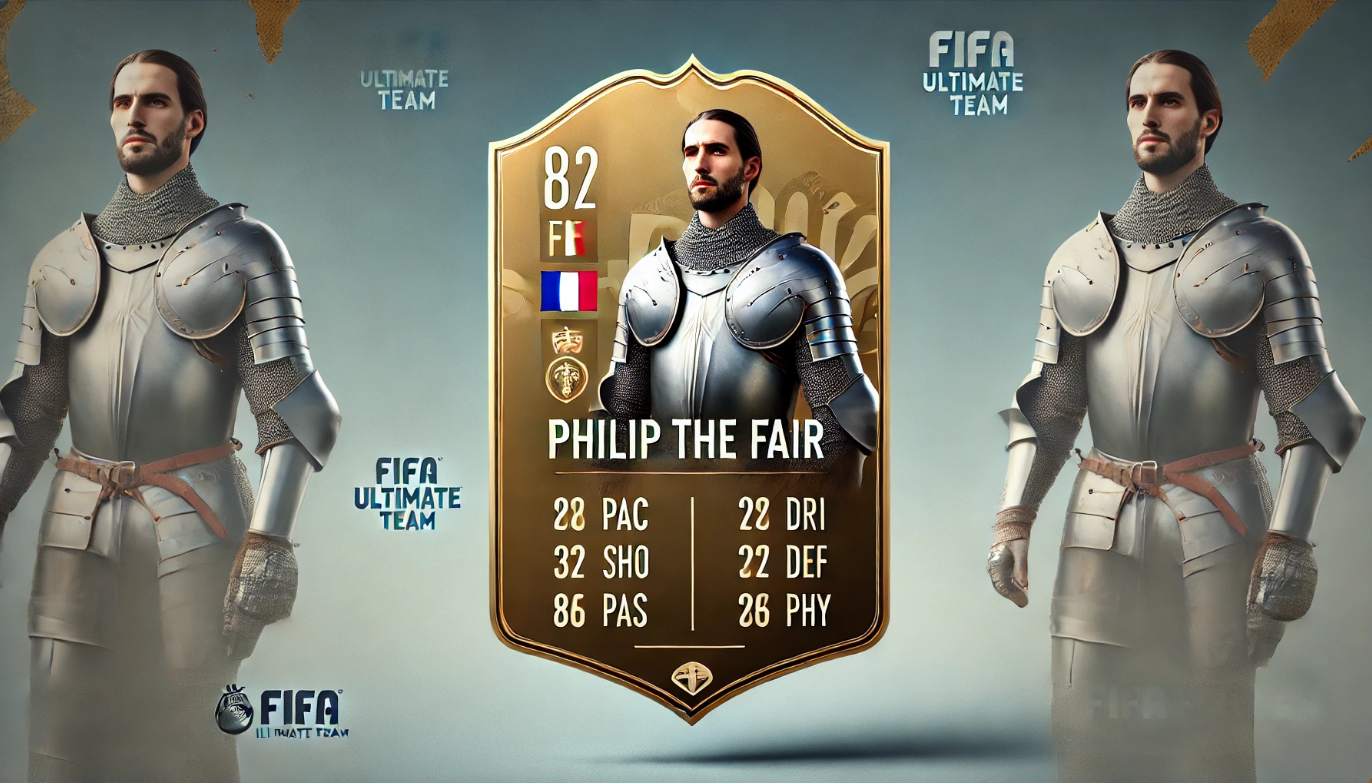 ULTIMATE
TEAM
FIFA
ULTIMATE
TEAM
82
PHILIP THE FAIR
28 PAC
22 DRI
32 SHO
22 DEF
86 PAS
26 PHY
FIFA
ULTIMATE
TEAM
FIFA